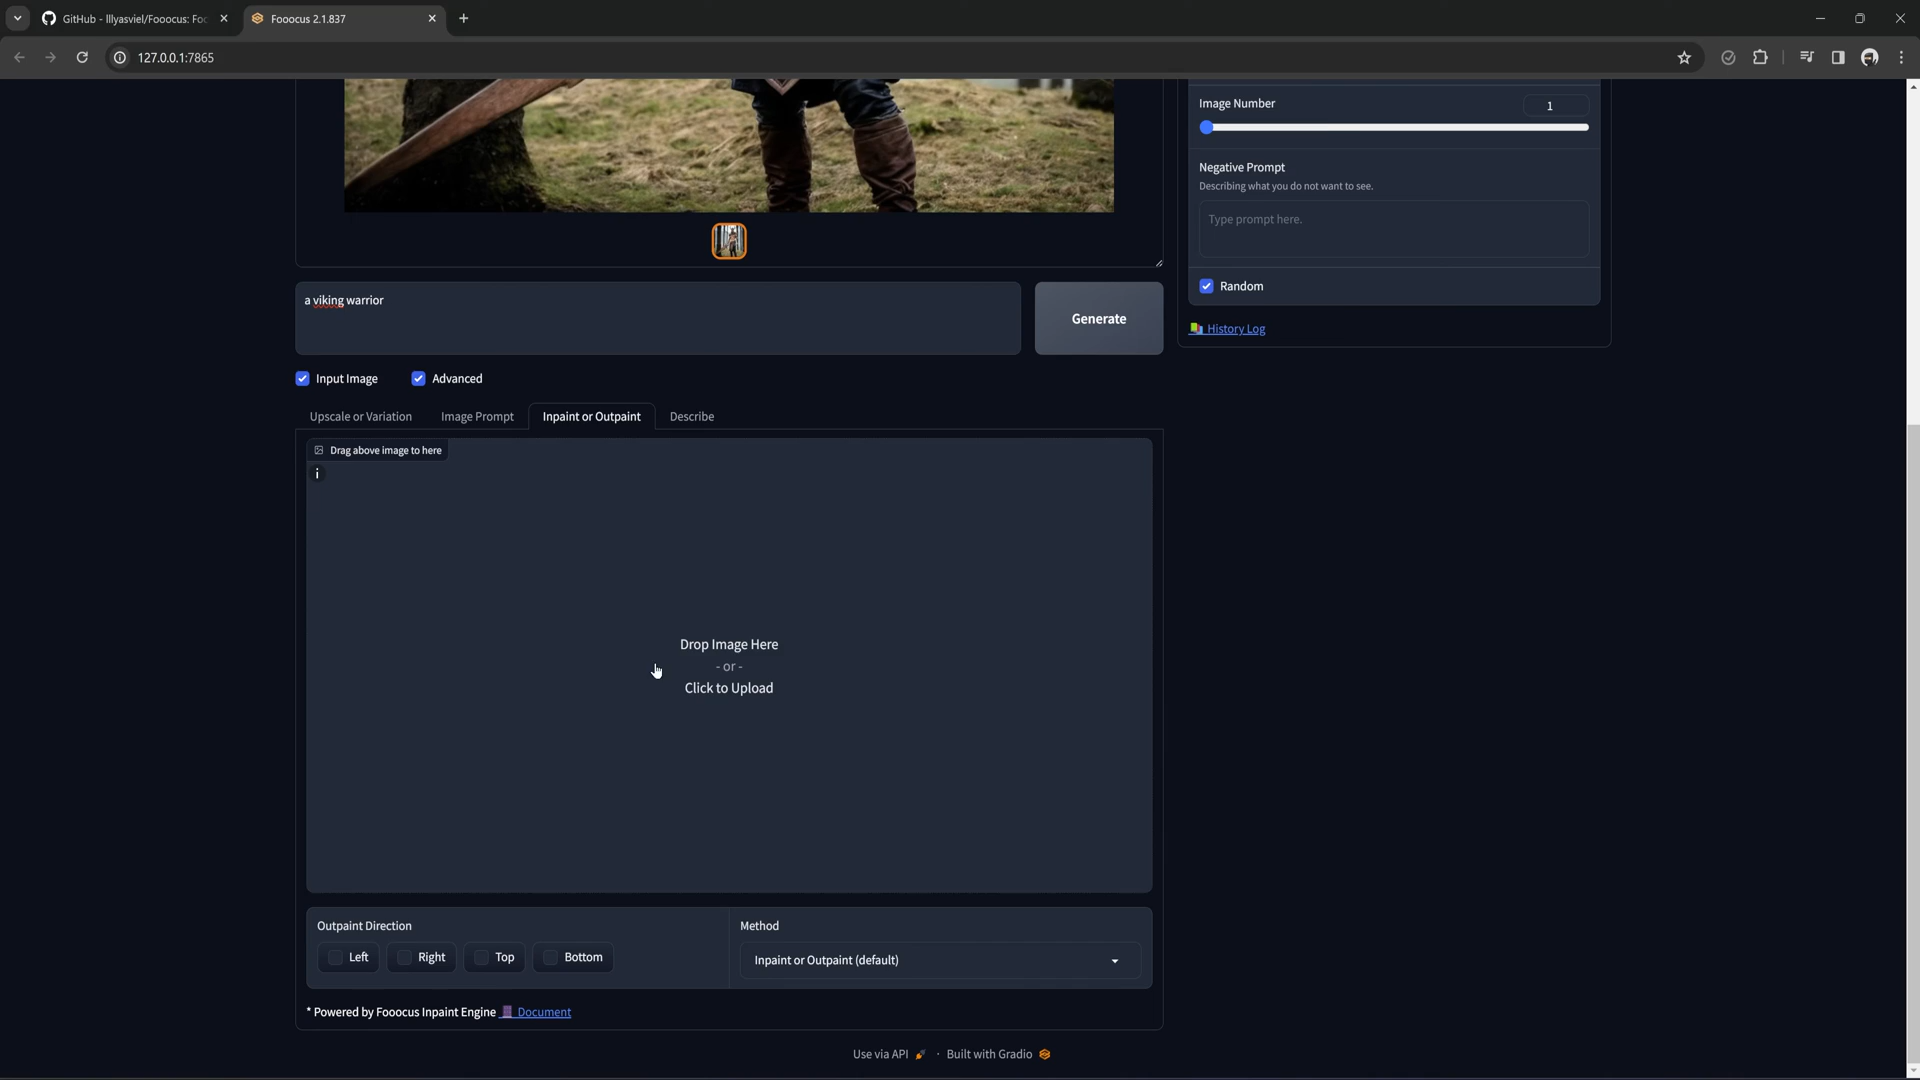 GitHub - lllyasviel/Fooocus: Foc
Fooocus 2.1.837
127.0.0.1:7865
Image Number
1
Negative Prompt
Describing what you do not want to see.
Type prompt here.
Random
History Log
a viking warrior
Generate
Input Image
Advanced
Upscale or Variation
Image Prompt
Inpaint or Outpaint
Describe
Drag above image to here
i
Drop Image Here
- or -
Click to Upload
Outpaint Direction
Left
Right
Top
Bottom
Method
Inpaint or Outpaint (default)
* Powered by Fooocus Inpaint Engine Document
Use via API · Built with Gradio